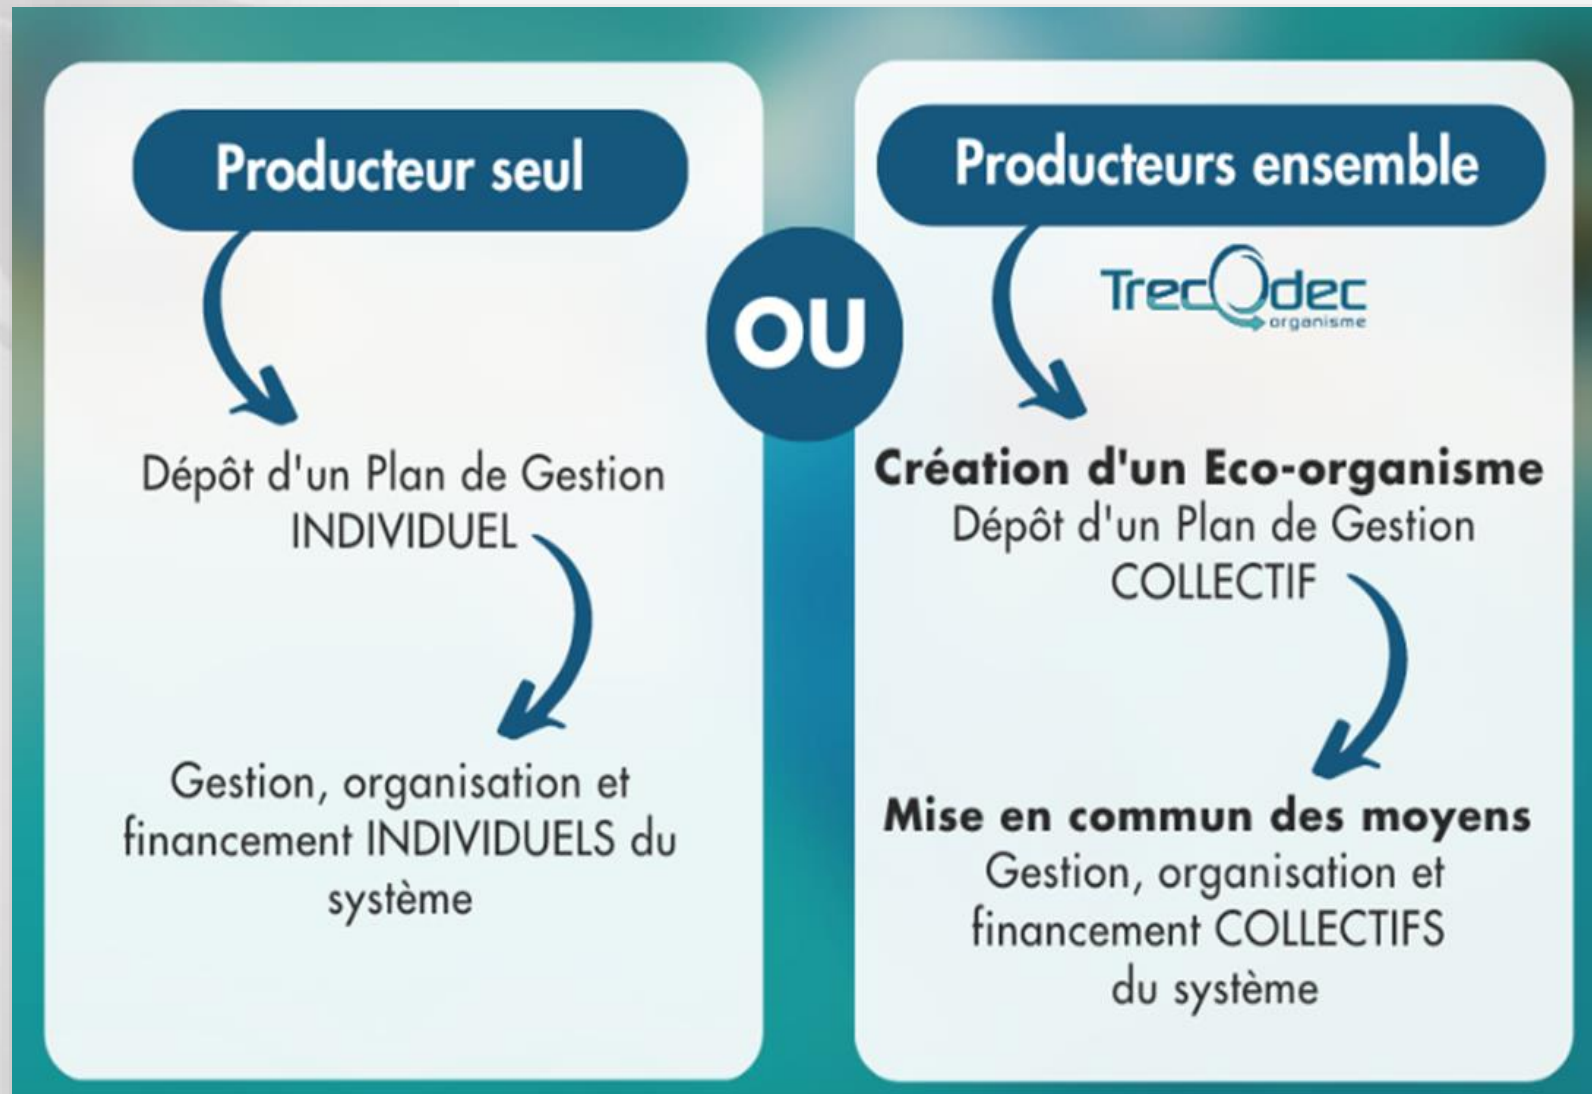 Producteur seul
Dépôt d'un Plan de Gestion
INDIVIDUEL
Gestion, organisation et
financement INDIVIDUELS du
système
OU
Producteurs ensemble
TrecOdec
organisme
Création d'un Eco-organisme
Dépôt d'un Plan de Gestion
COLLECTIF
Mise en commun des moyens
Gestion, organisation et
financement COLLECTIFS
du système